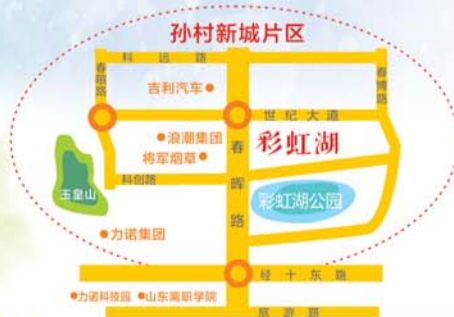 孙村新城片区
科远路
春暄路
春博路
吉利汽车
世纪大道
浪潮集团
彩虹湖
将军烟草
春晖路
科创路
玉皇山
彩虹湖公园
力诺集团
经十东路
力诺科技园
山东离职学院
旅游路